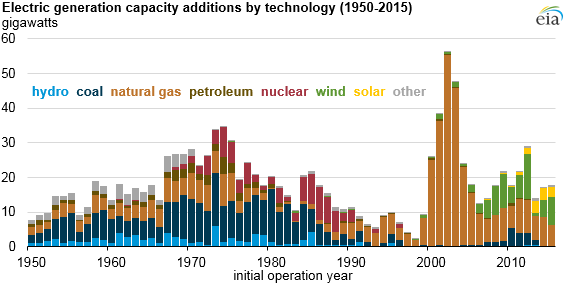 Electric generation capacity additions by technology (1950-2015)
gigawatts
eia
60
50
hydro coal natural gas petroleum nuclear wind solar other
40
30
20
10
0
1950 1960 1970 1980 1990 2000 2010
initial operation year